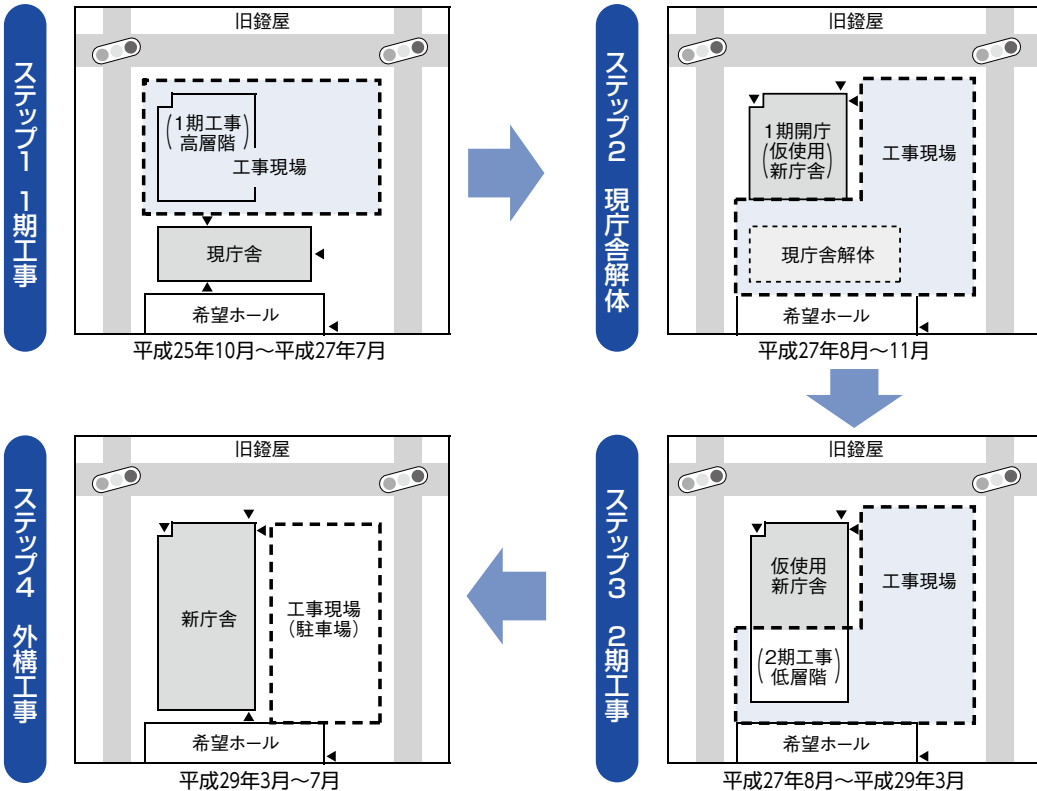 ステップ1　1期工事
旧鐙屋
(1期工事)
高層階
工事現場
現庁舎
希望ホール
平成25年10月～平成27年7月
ステップ2　現庁舎解体
旧鐙屋
1期開庁
(仮使用)
新庁舎
工事現場
現庁舎解体
希望ホール
平成27年8月～11月
ステップ3　2期工事
旧鐙屋
仮使用
新庁舎
工事現場
(2期工事)
低層階
希望ホール
平成27年8月～平成29年3月
ステップ4　外構工事
旧鐙屋
新庁舎
工事現場
(駐車場)
希望ホール
平成29年3月～7月